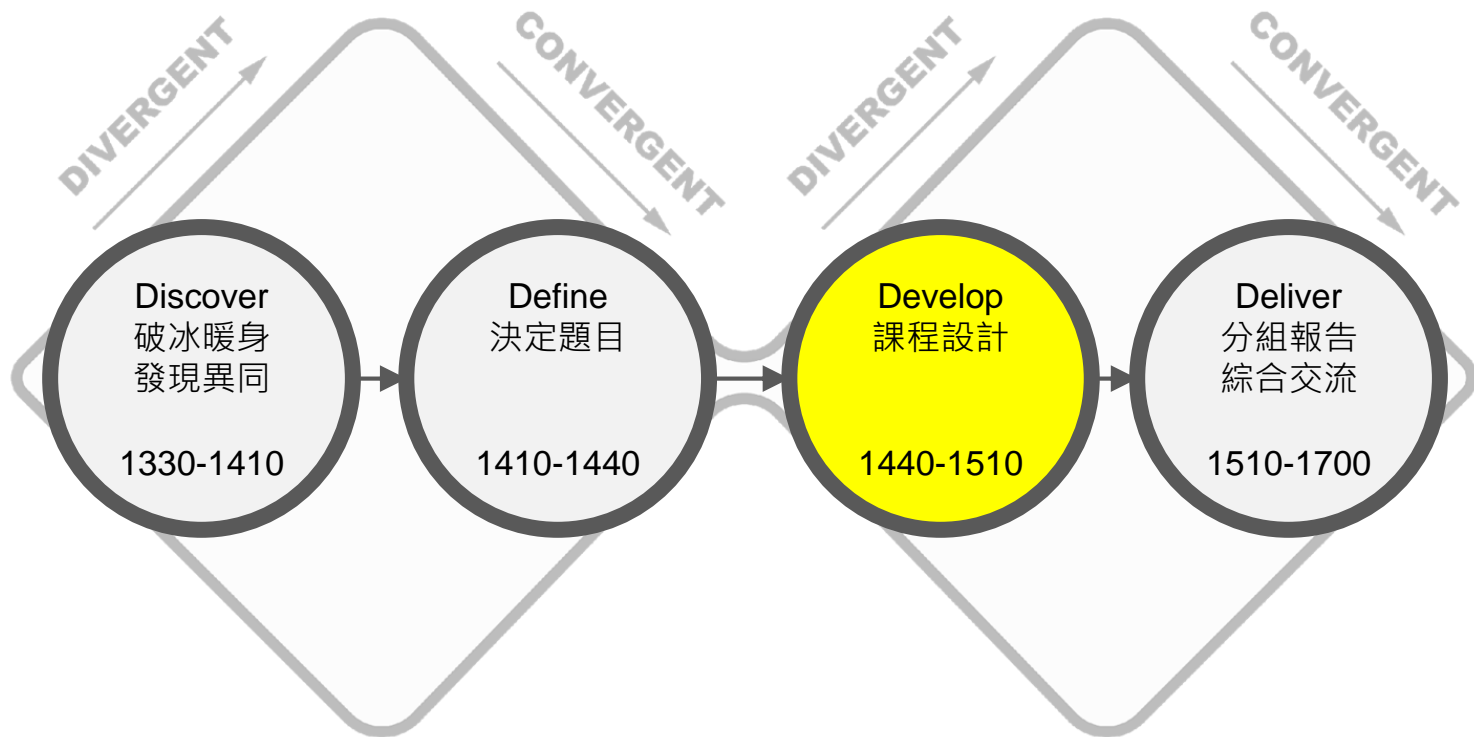 DIVERGENT
CONVERGENT
DIVERGENT
CONVERGENT
Discover
破冰暖身
發現異同
1330-1410
Define
決定題目
1410-1440
Develop
課程設計
1440-1510
Deliver
分組報告
綜合交流
1510-1700